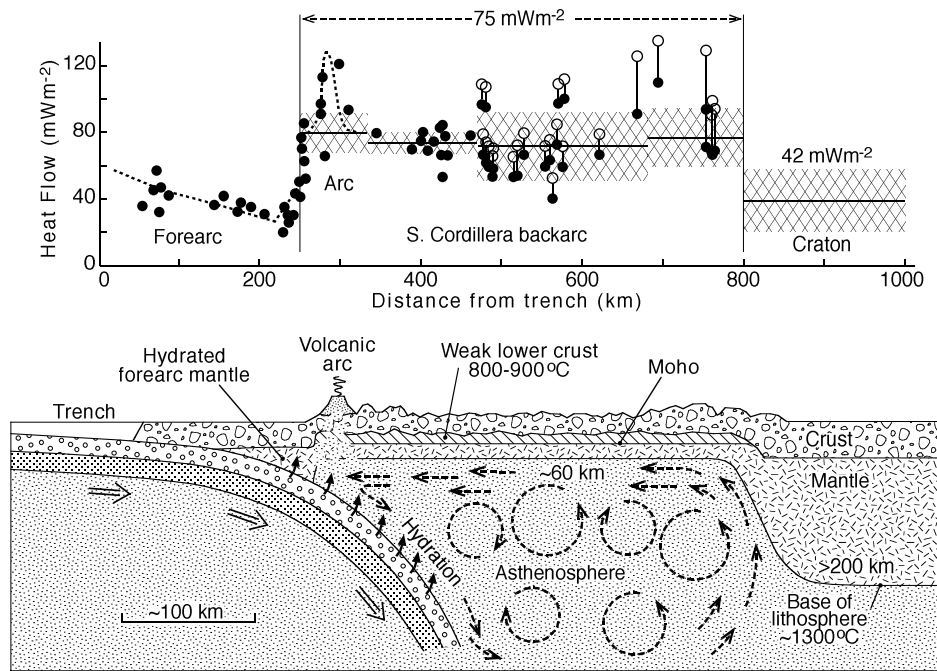 75 mWm-2
Heat Flow (mWm-2)
120
80
40
0
Forearc
Arc
S. Cordillera backarc
42 mWm-2
Craton
0
200
400
600
800
1000
Distance from trench (km)
Hydrated
forearc mantle
Volcanic
arc
Weak lower crust
800-900ºC
Moho
Trench
Crust
Mantle
~60 km
Hydration
Asthenosphere
>200 km
~100 km
Base of
lithosphere
~1300ºC